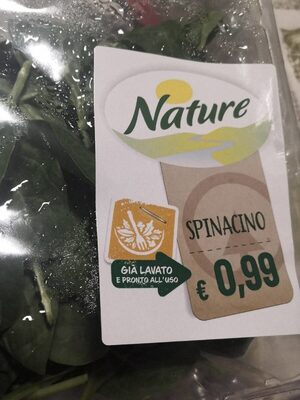 Nature
SPINACINO
€ 0,99
GIÀ LAVATO
E PRONTO ALL'USO